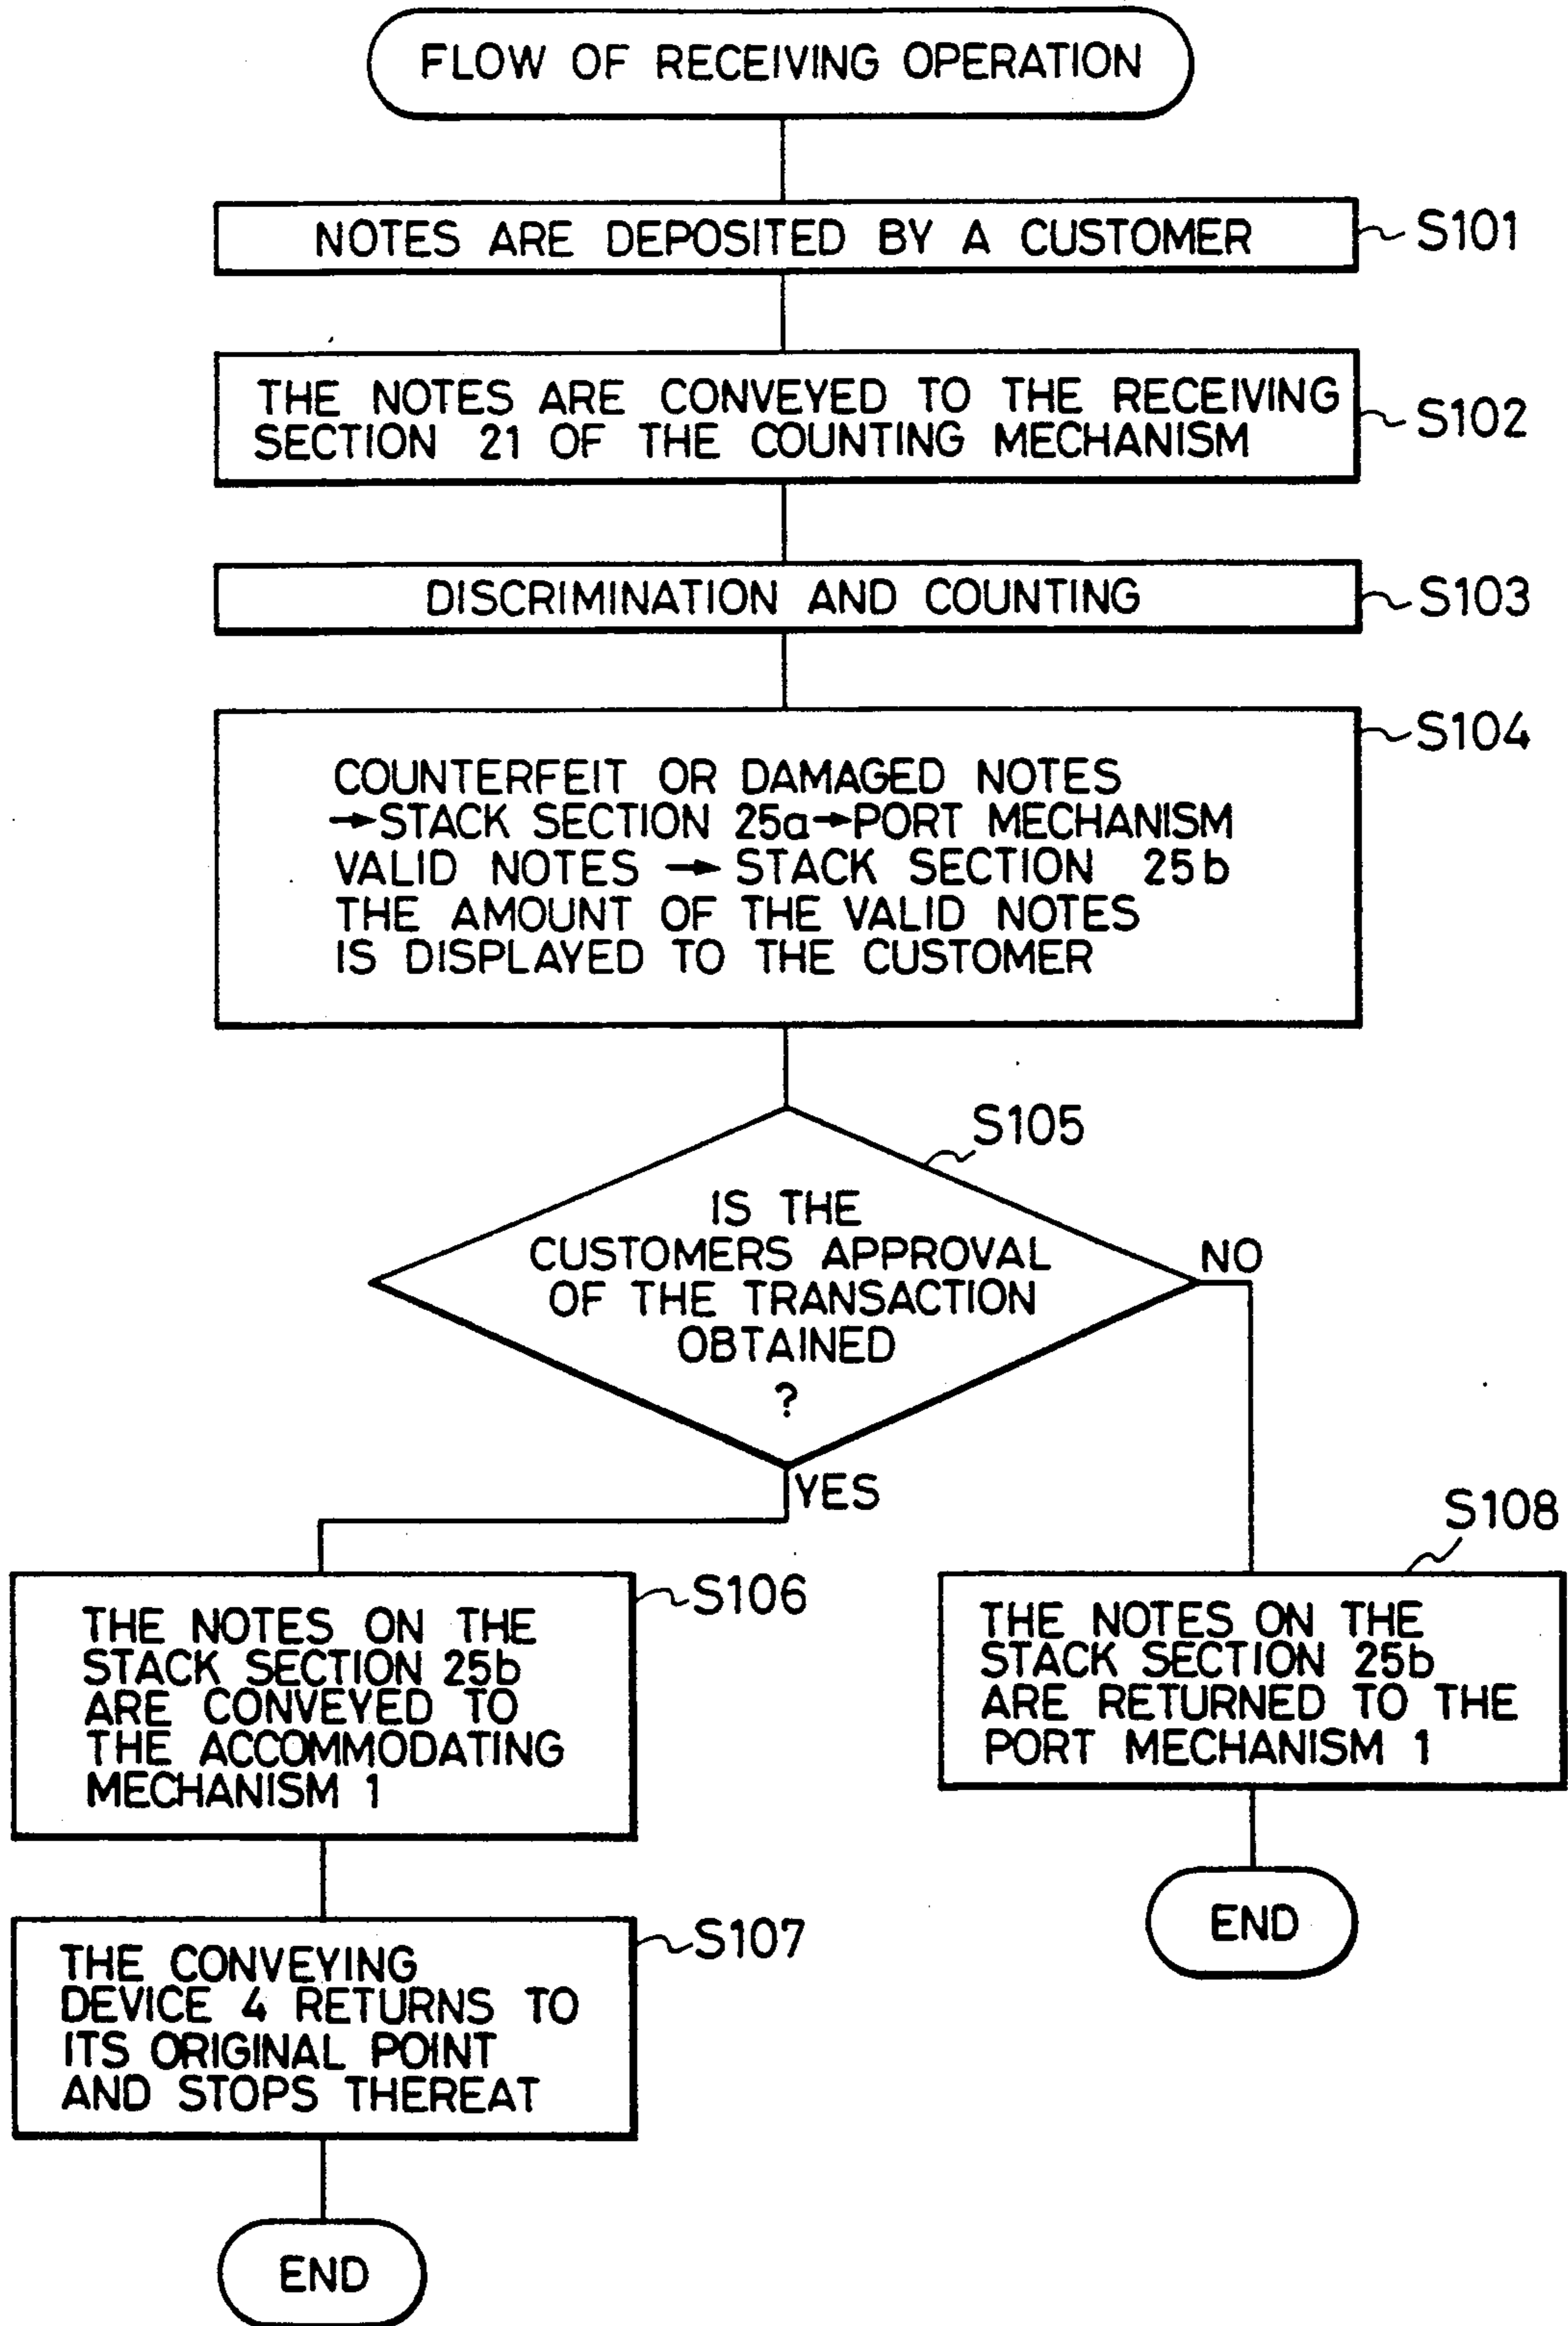 FLOW OF RECEIVING OPERATION
NOTES ARE DEPOSITED BY A CUSTOMER
S101
THE NOTES ARE CONVEYED TO THE RECEIVING
SECTION 21 OF THE COUNTING MECHANISM
S102
DISCRIMINATION AND COUNTING
S103
S104
COUNTERFEIT OR DAMAGED NOTES
→STACK SECTION 25a→PORT MECHANISM
VALID NOTES → STACK SECTION 25b
THE AMOUNT OF THE VALID NOTES
IS DISPLAYED TO THE CUSTOMER
S105
IS THE
CUSTOMERS APPROVAL
OF THE TRANSACTION
OBTAINED
?
NO
YES
S106
THE NOTES ON THE
STACK SECTION 25b
ARE CONVEYED TO
THE ACCOMMODATING
MECHANISM 1
S108
THE NOTES ON THE
STACK SECTION 25b
ARE RETURNED TO THE
PORT MECHANISM 1
END
S107
THE CONVEYING
DEVICE 4 RETURNS TO
ITS ORIGINAL POINT
AND STOPS THEREAT
END